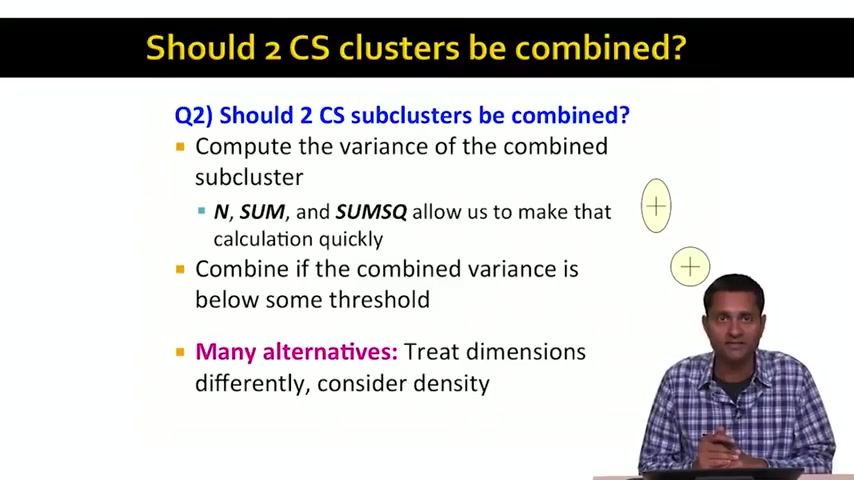 Should 2 CS clusters be combined?
Q2) Should 2 CS subclusters be combined?
Compute the variance of the combined
subcluster
N, SUM, and SUMSQ allow us to make that
calculation quickly
Combine if the combined variance is
below some threshold
Many alternatives: Treat dimensions
differently, consider density